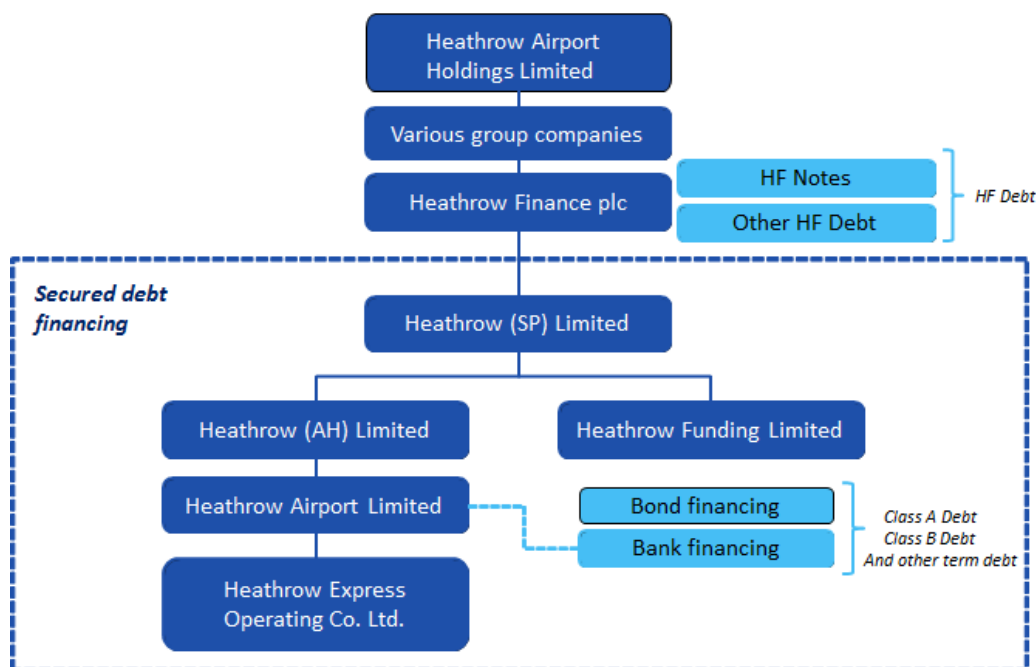 Heathrow Airport
Holdings Limited
Various group companies
Heathrow Finance plc
HF Notes
Other HF Debt
HF Debt
Secured debt
financing
Heathrow (SP) Limited
Heathrow (AH) Limited
Heathrow Funding Limited
Heathrow Airport Limited
Bond financing
Bank financing
Class A Debt
Class B Debt
And other term debt
Heathrow Express
Operating Co. Ltd.